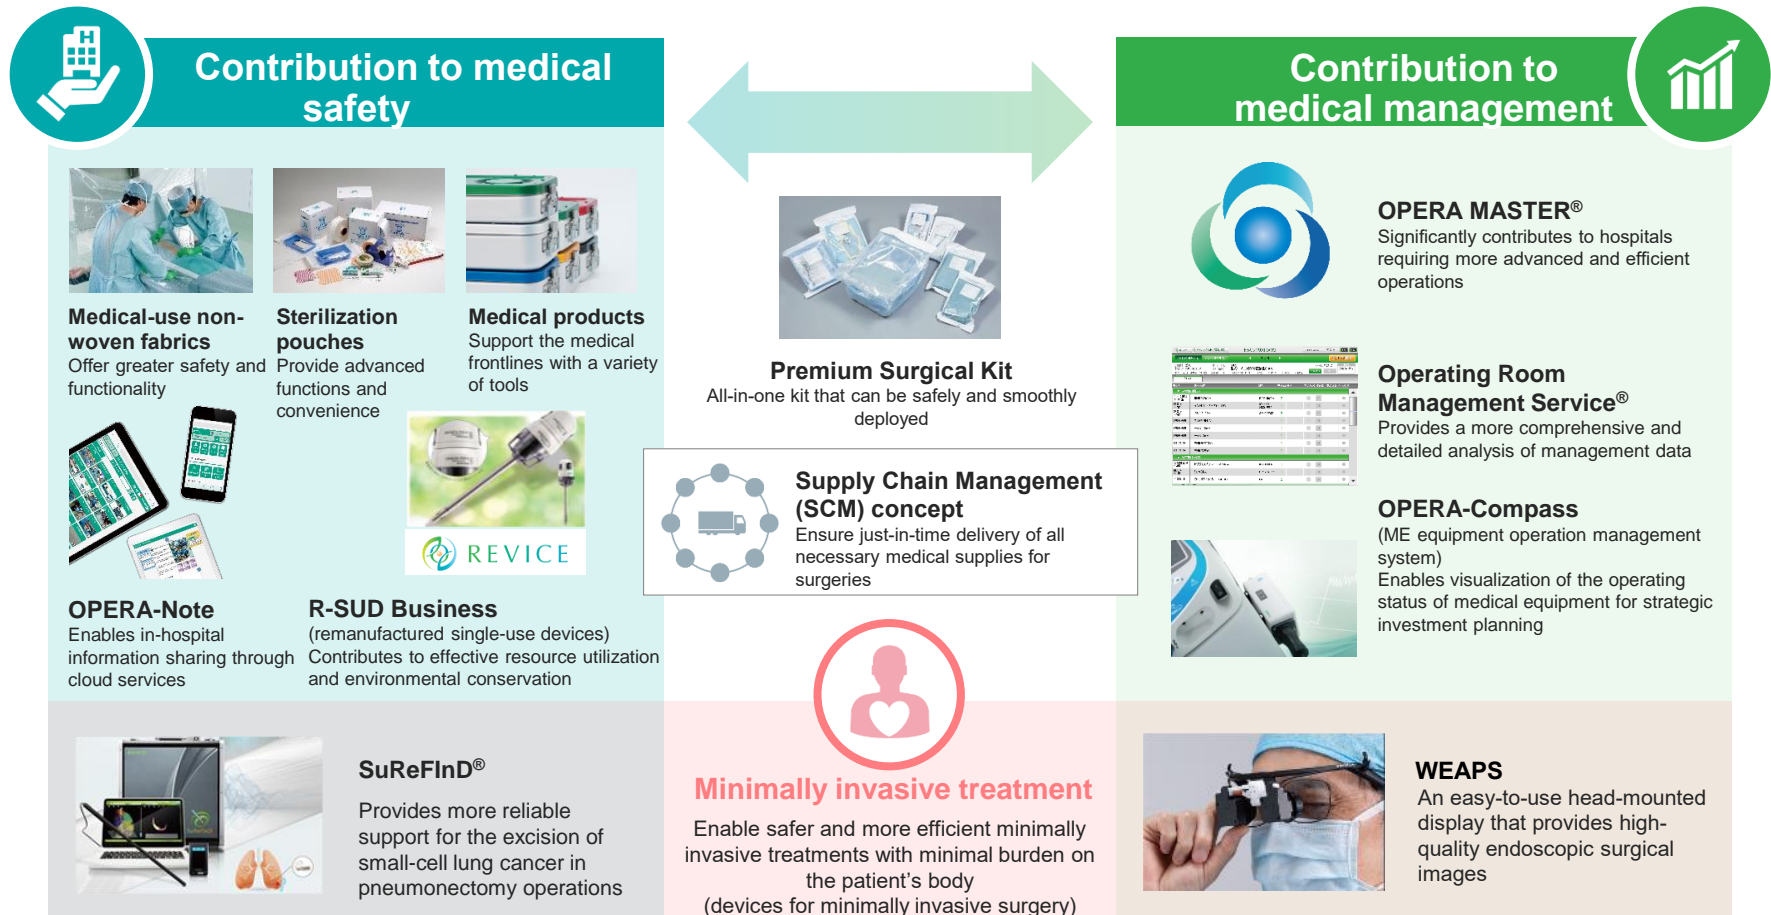 H
Contribution to medical
safety
Contribution to
medical management
Medical-use non-
woven fabrics
Offer greater safety and
functionality
Sterilization
pouches
Provide advanced
functions and
convenience
Medical products
Support the medical
frontlines with a variety
of tools
REVICE
OPERA-Note
Enables in-hospital
information sharing through
cloud services
R-SUD Business
(remanufactured single-use devices)
Contributes to effective resource utilization
and environmental conservation
Premium Surgical Kit
All-in-one kit that can be safely and smoothly
deployed
Supply Chain Management
(SCM) concept
Ensure just-in-time delivery of all
necessary medical supplies for
surgeries
OPERA MASTER®
Significantly contributes to hospitals
requiring more advanced and efficient
operations
Operating Room
Management Service®
Provides a more comprehensive and
detailed analysis of management data
OPERA-Compass
(ME equipment operation management
system)
Enables visualization of the operating
status of medical equipment for strategic
investment planning
SuReFInD®
Provides more reliable
support for the excision of
small-cell lung cancer in
pneumonectomy operations
Minimally invasive treatment
Enable safer and more efficient minimally
invasive treatments with minimal burden on
the patient's body
(devices for minimally invasive surgery)
WEAPS
An easy-to-use head-mounted
display that provides high-
quality endoscopic surgical
images